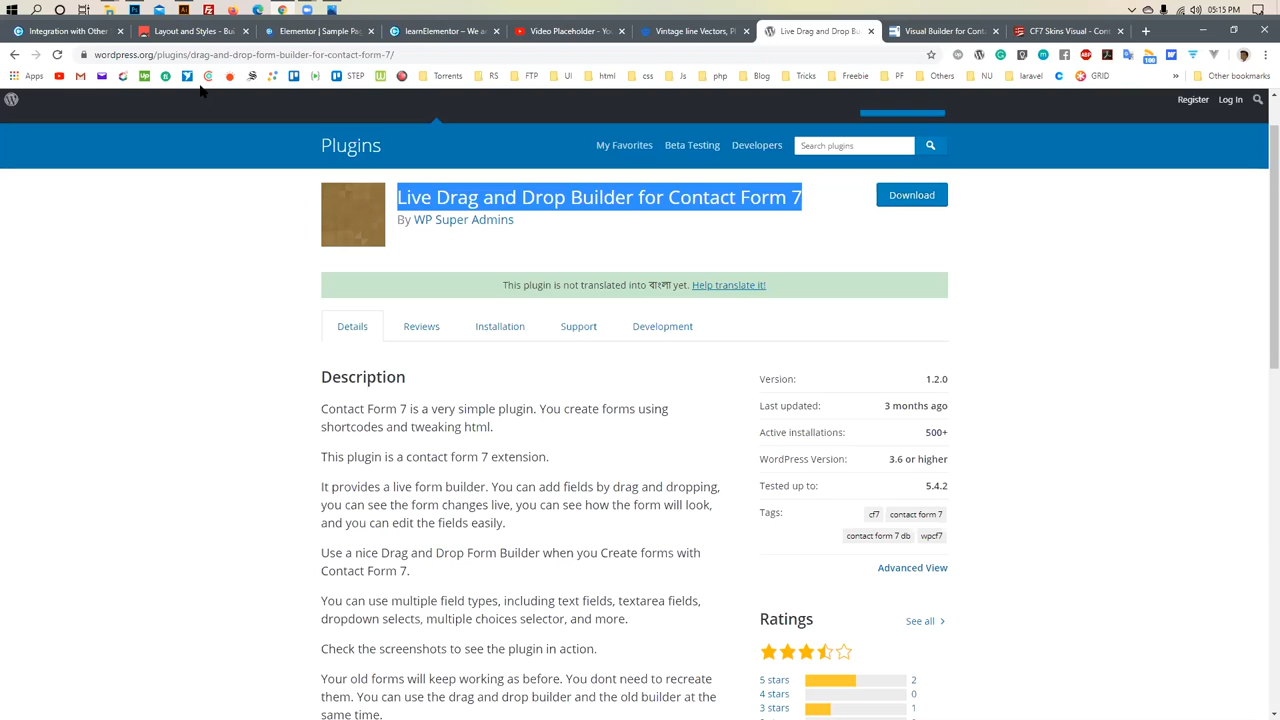 05:15 PM
Integration with Other
Layout and Styles - Bui
Elementor | Sample Pa
learnElementor – We a
Video Placeholder - Yo
Vintage line Vectors, P
Live Drag and Drop Bu
Visual Builder for Cont
CF7 Skins Visual - Con
wordpress.org/plugins/drag-and-drop-form-builder-for-contact-form-7/
Apps
STEP
Torrents
RS
FTP
UI
html
css
Js
php
Blog
Tricks
Freebie
PF
Others
NU
laravel
GRID
Other bookmarks
Register
Log In
Plugins
My Favorites
Beta Testing
Developers
Search plugins
Live Drag and Drop Builder for Contact Form 7
Download
By WP Super Admins
This plugin is not translated into বাংলা yet. Help translate it!
Details
Reviews
Installation
Support
Development
Description
Contact Form 7 is a very simple plugin. You create forms using
shortcodes and tweaking html.
This plugin is a contact form 7 extension.
It provides a live form builder. You can add fields by drag and dropping,
you can see the form changes live, you can see how the form will look,
and you can edit the fields easily.
Use a nice Drag and Drop Form Builder when you Create forms with
Contact Form 7.
You can use multiple field types, including text fields, textarea fields,
dropdown selects, multiple choices selector, and more.
Check the screenshots to see the plugin in action.
Your old forms will keep working as before. You dont need to recreate
them. You can use the drag and drop builder and the old builder at the
same time.
Version: 1.2.0
Last updated: 3 months ago
Active installations: 500+
WordPress Version: 3.6 or higher
Tested up to: 5.4.2
Tags: cf7 contact form 7
contact form 7 db wpcf7
Advanced View
Ratings
See all
5 stars 2
4 stars 0
3 stars 1